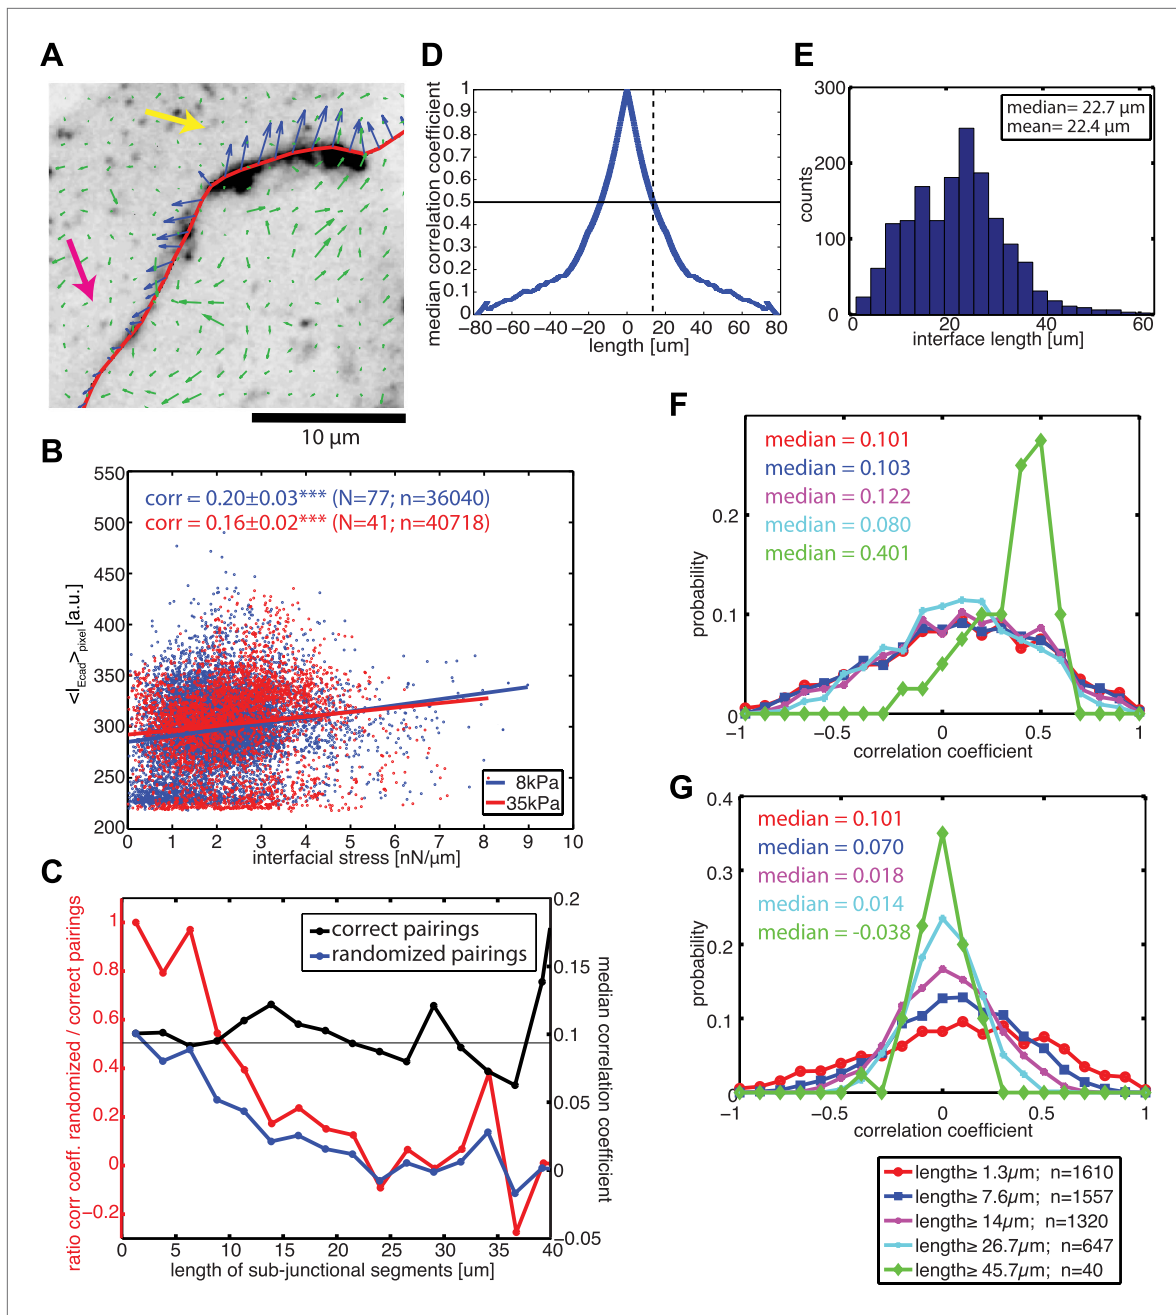 A
10 µm
B
550
500
450
400
350
300
250
200
<I_Ecad>_pixel [a.u.]
corr = 0.20±0.03*** (N=77; n=36040)
corr = 0.16±0.02*** (N=41; n=40718)
8kPa
35kPa
0 1 2 3 4 5 6 7 8 9 10
interfacial stress [nN/µm]
C
ratio corr coeff. randomized / correct pairings
1
0.8
0.6
0.4
0.2
0
−0.2
correct pairings
randomized pairings
0.2
0.15
0.1
0.05
0
−0.05
median correlation coefficient
0 5 10 15 20 25 30 35 40
length of sub-junctional segments [um]
D
median correlation coefficient
1
0.9
0.8
0.7
0.6
0.5
0.4
0.3
0.2
0.1
0
−80 −60 −40 −20 0 20 40 60 80
length [um]
E
counts
300
200
100
0
median= 22.7 µm
mean= 22.4 µm
0 20 40 60
interface length [um]
F
probability
0.2
0.1
0
median = 0.101
median = 0.103
median = 0.122
median = 0.080
median = 0.401
−1 −0.5 0 0.5 1
correlation coefficient
G
probability
0.4
0.3
0.2
0.1
0
median = 0.101
median = 0.070
median = 0.018
median = 0.014
median = -0.038
−1 −0.5 0 0.5 1
correlation coefficient
length≥ 1.3µm; n=1610
length≥ 7.6µm; n=1557
length≥ 14µm; n=1320
length≥ 26.7µm; n=647
length≥ 45.7µm; n=40